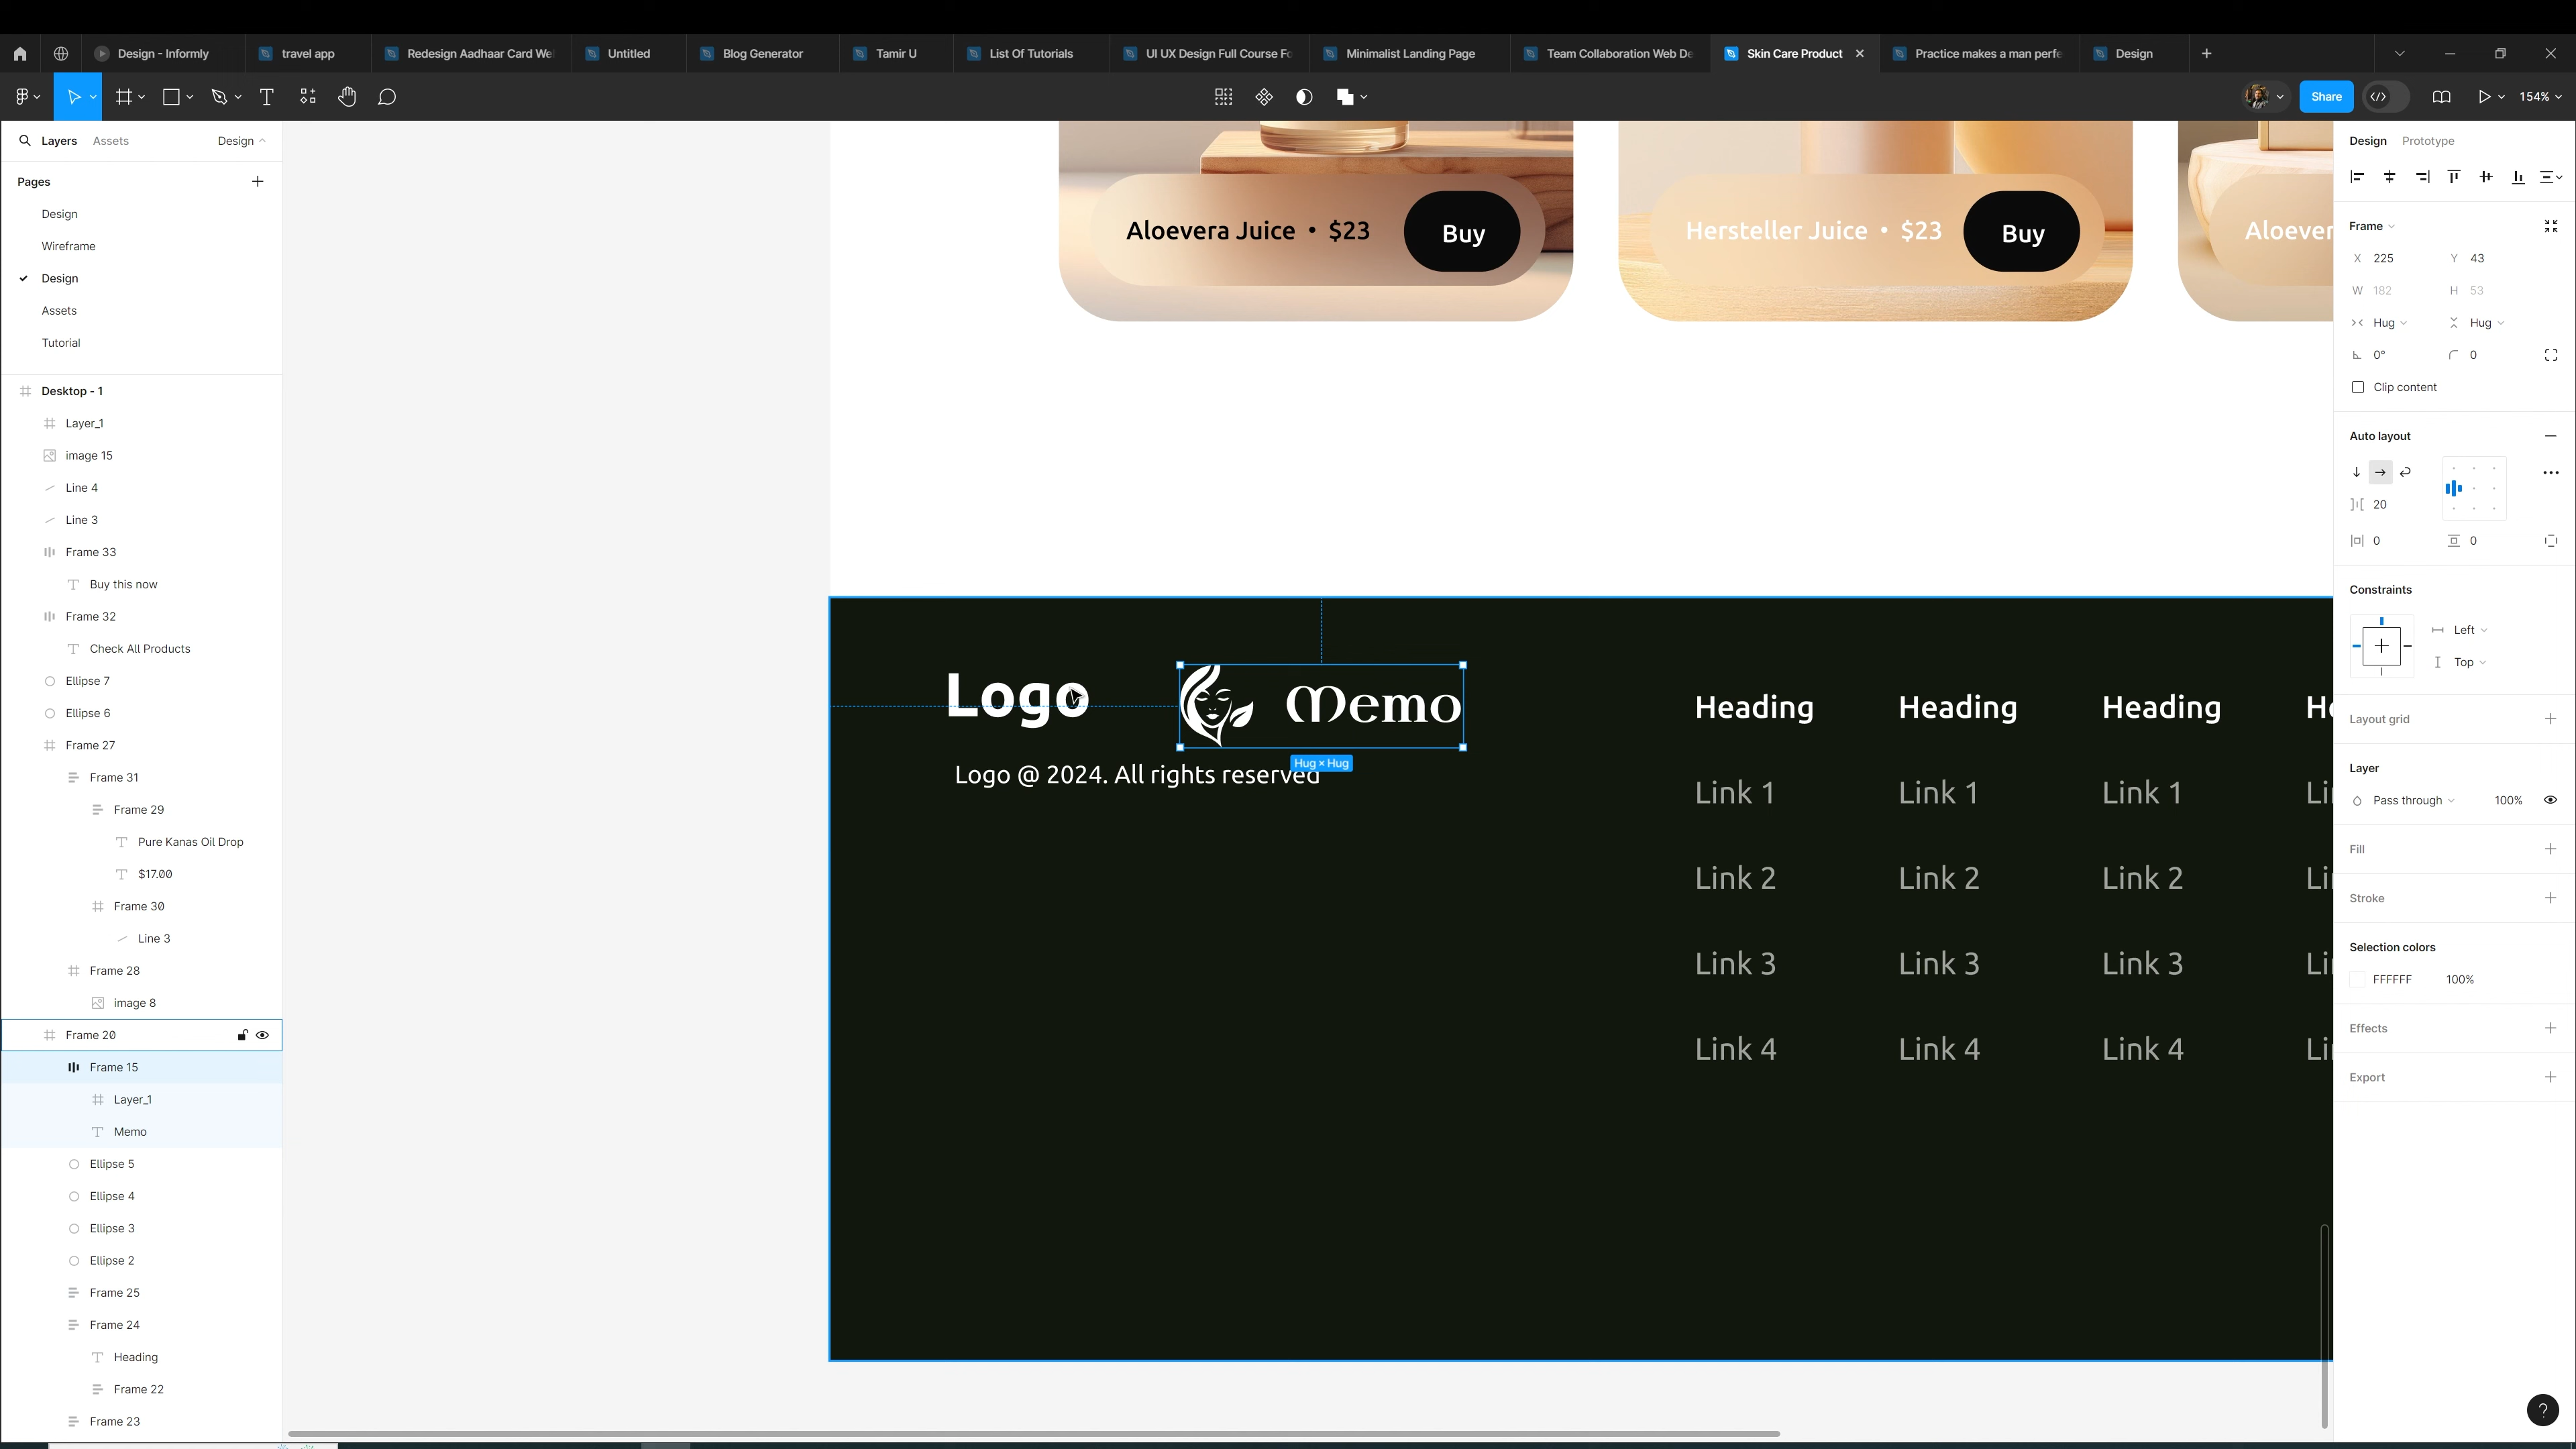 Design - Informly
travel app
Redesign Aadhaar Card We
Untitled
Blog Generator
Tamir U
List Of Tutorials
UI UX Design Full Course Fo
Minimalist Landing Page
Team Collaboration Web De
Skin Care Product
Practice makes a man perfe
Design
Share
154%
Layers
Assets
Design
Pages
Design
Wireframe
Design
Assets
Tutorial
Desktop - 1
Layer_1
image 15
Line 4
Line 3
Frame 33
Buy this now
Frame 32
Check All Products
Ellipse 7
Ellipse 6
Frame 27
Frame 31
Frame 29
Pure Kanas Oil Drop
$17.00
Frame 30
Line 3
Frame 28
image 8
Frame 20
Frame 15
Layer_1
Memo
Ellipse 5
Ellipse 4
Ellipse 3
Ellipse 2
Frame 25
Frame 24
Heading
Frame 22
Frame 23
Aloevera Juice • $23
Buy
Hersteller Juice • $23
Buy
Aloever
Logo
Memo
Hug × Hug
Logo @ 2024. All rights reserved
Heading
Heading
Heading
He
Link 1
Link 1
Link 1
Li
Link 2
Link 2
Link 2
Li
Link 3
Link 3
Link 3
Li
Link 4
Link 4
Link 4
Li
Design
Prototype
Frame
X 225
Y 43
W 182
H 53
Hug
Hug
0°
0
Clip content
Auto layout
20
0
0
Constraints
Left
Top
Layout grid
Layer
Pass through
100%
Fill
Stroke
Selection colors
FFFFFF
100%
Effects
Export
?